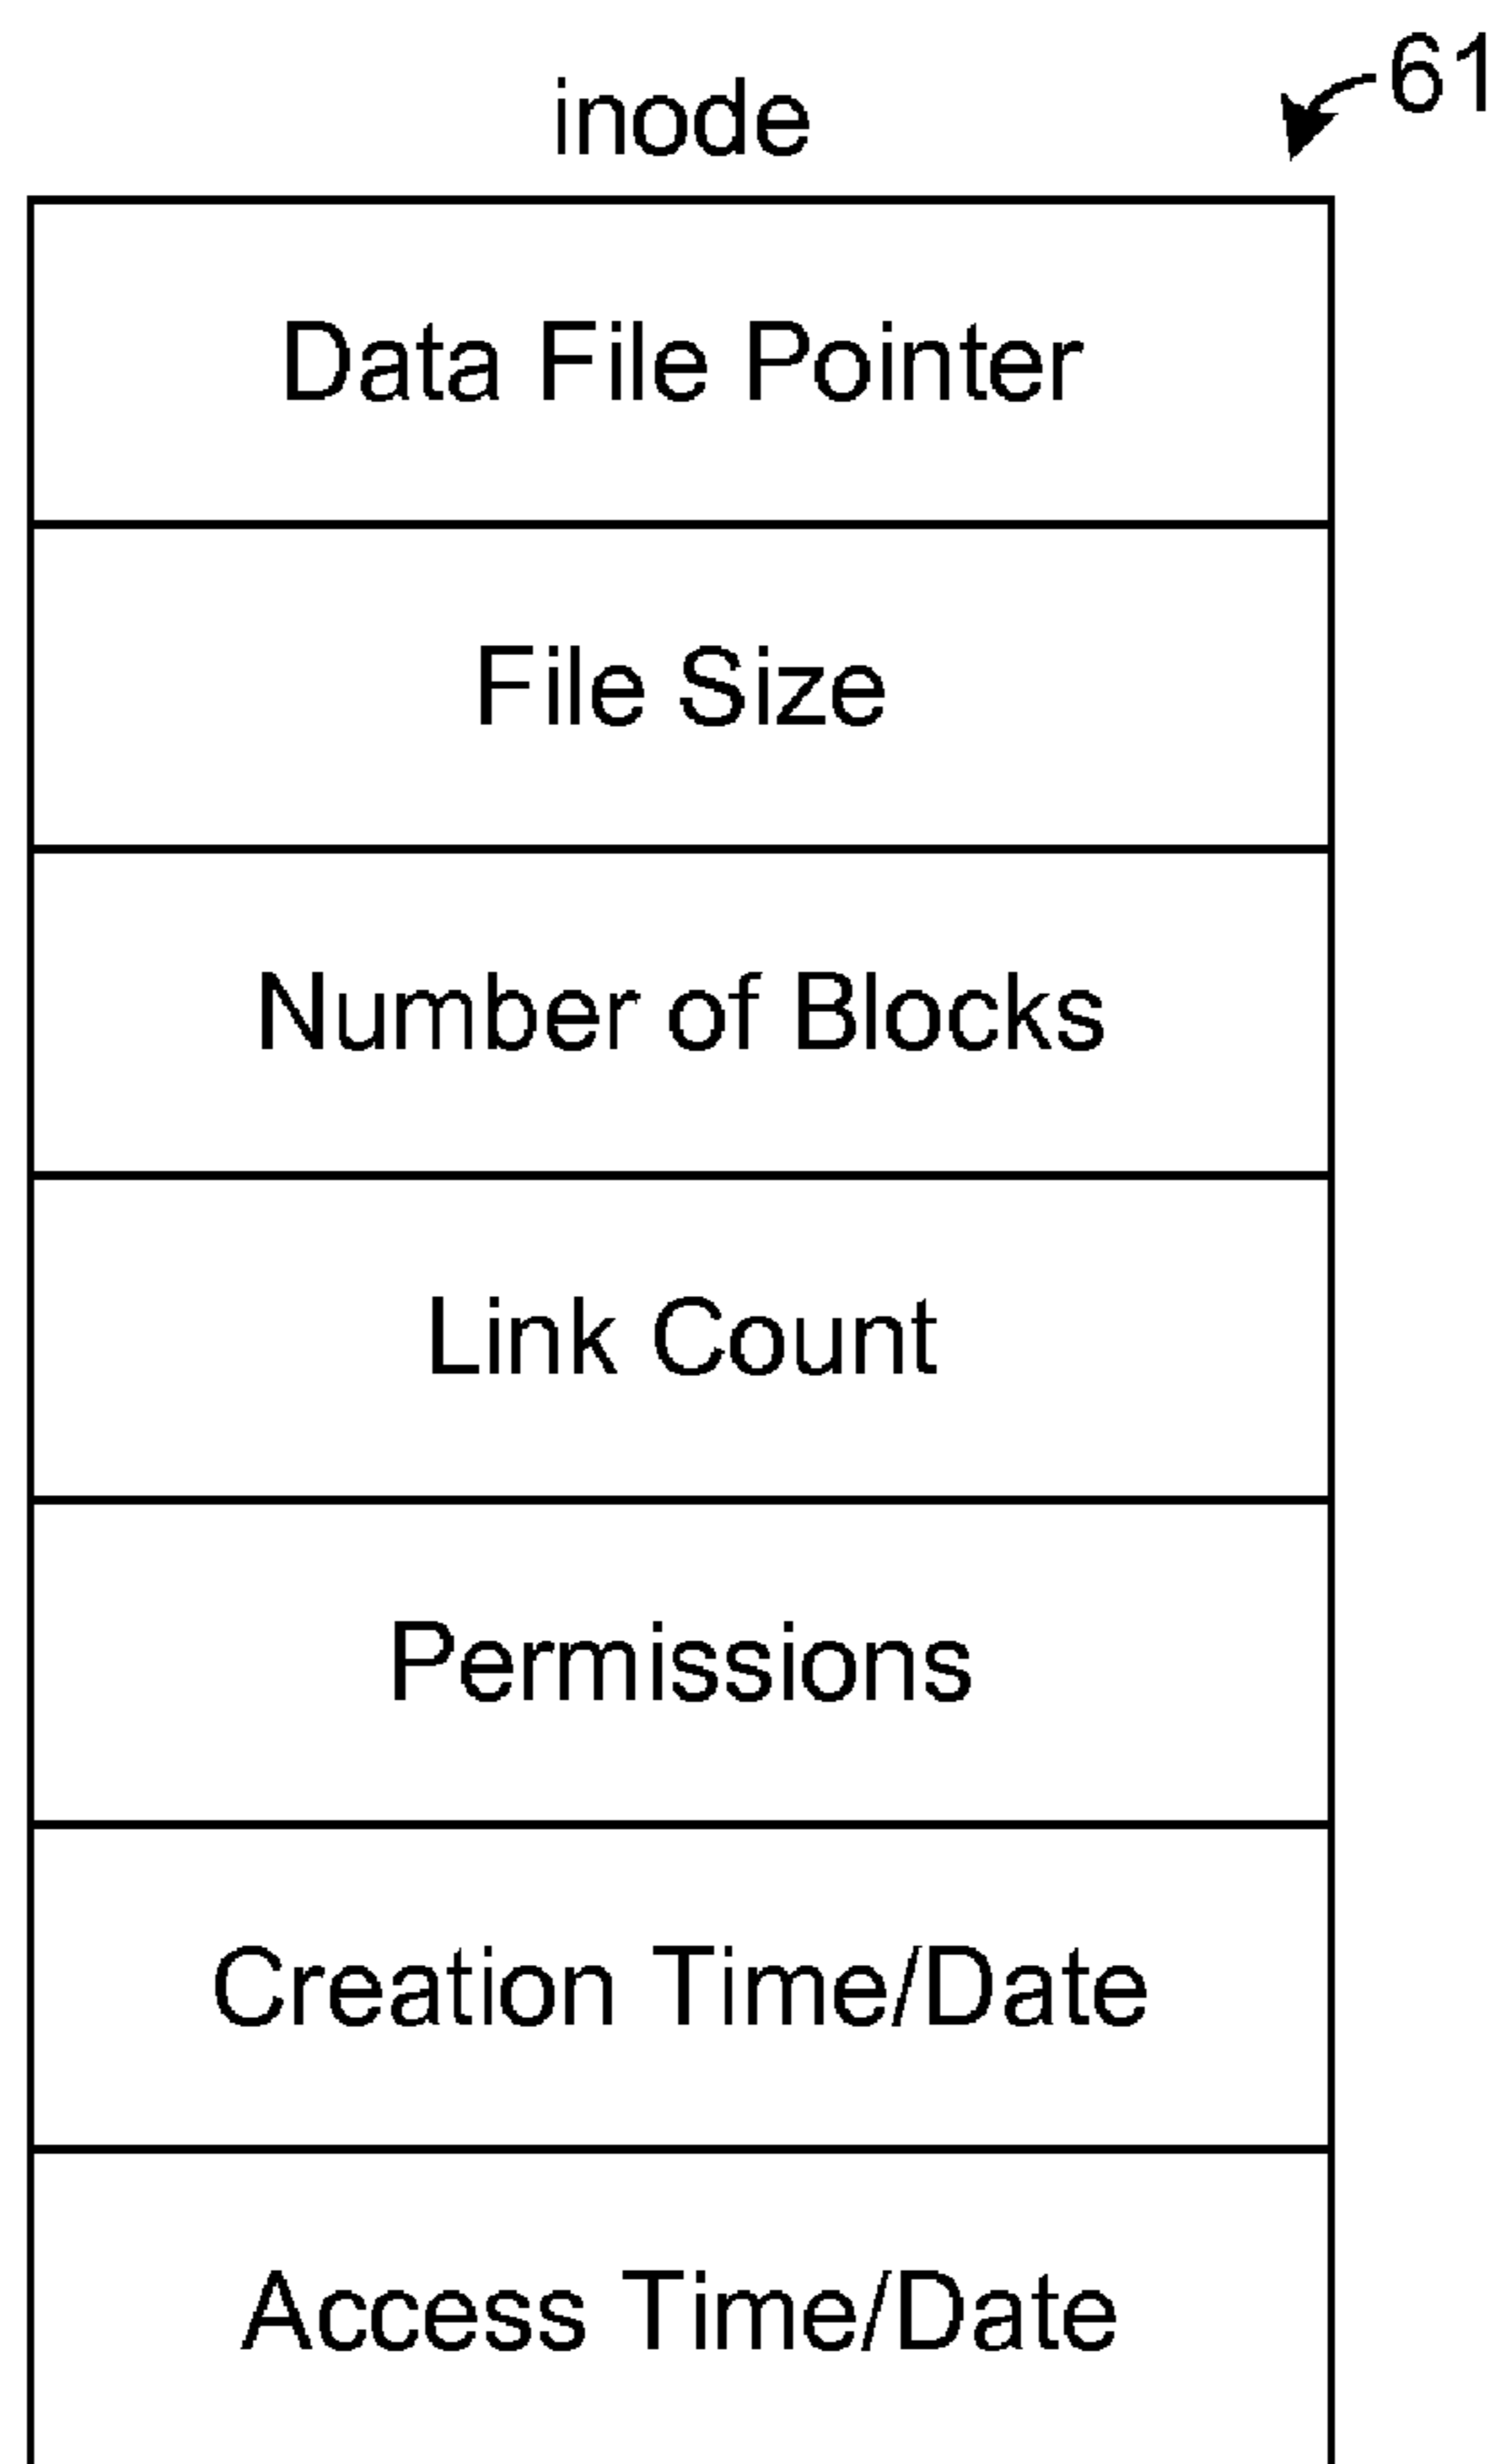 61
inode
Data File Pointer
File Size
Number of Blocks
Link Count
Permissions
Creation Time/Date
Access Time/Date